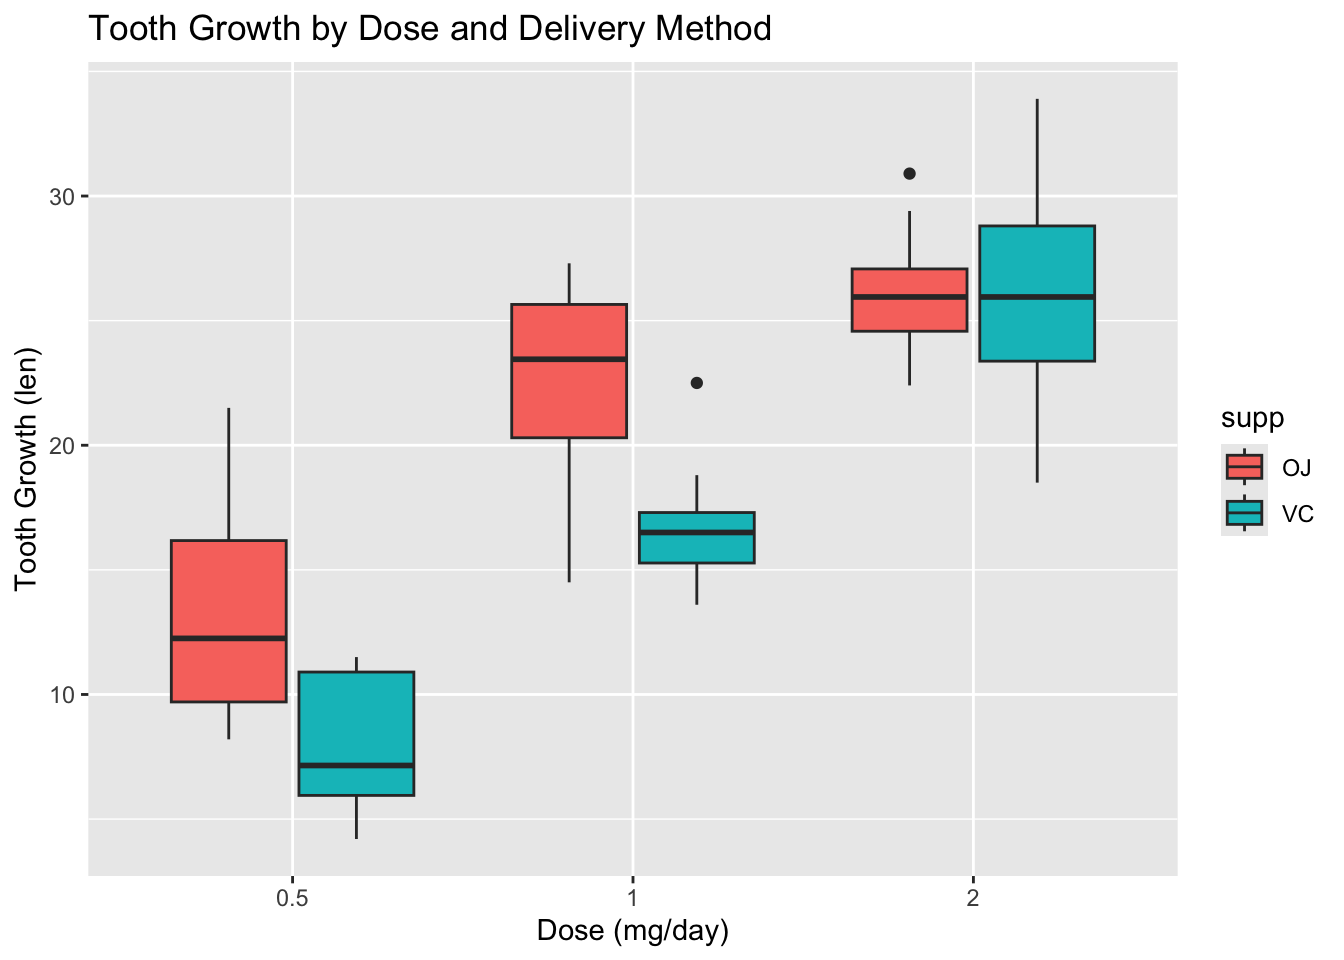 Tooth Growth by Dose and Delivery Method
30
20
10
Tooth Growth (len)
0.5 1 2
Dose (mg/day)
supp
OJ
VC